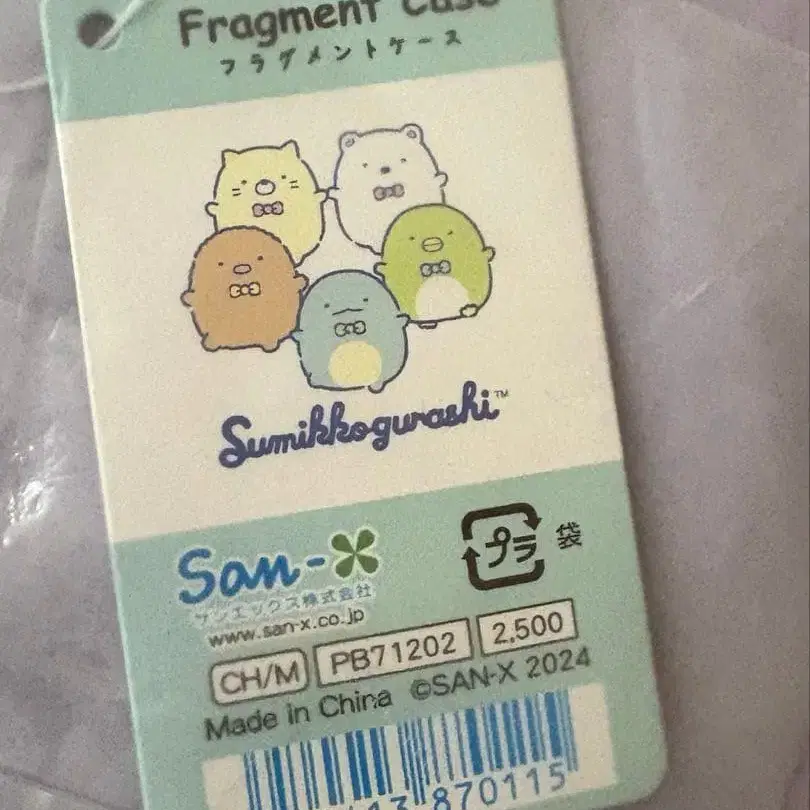 Fragment Case
フラグメントケース
Sumikkogurashi™
San-X
サンエックス株式会社
www.san-x.co.jp
プラ 袋
CH/M PB71202 2,500
Made in China ©SAN-X 2024
13 870115